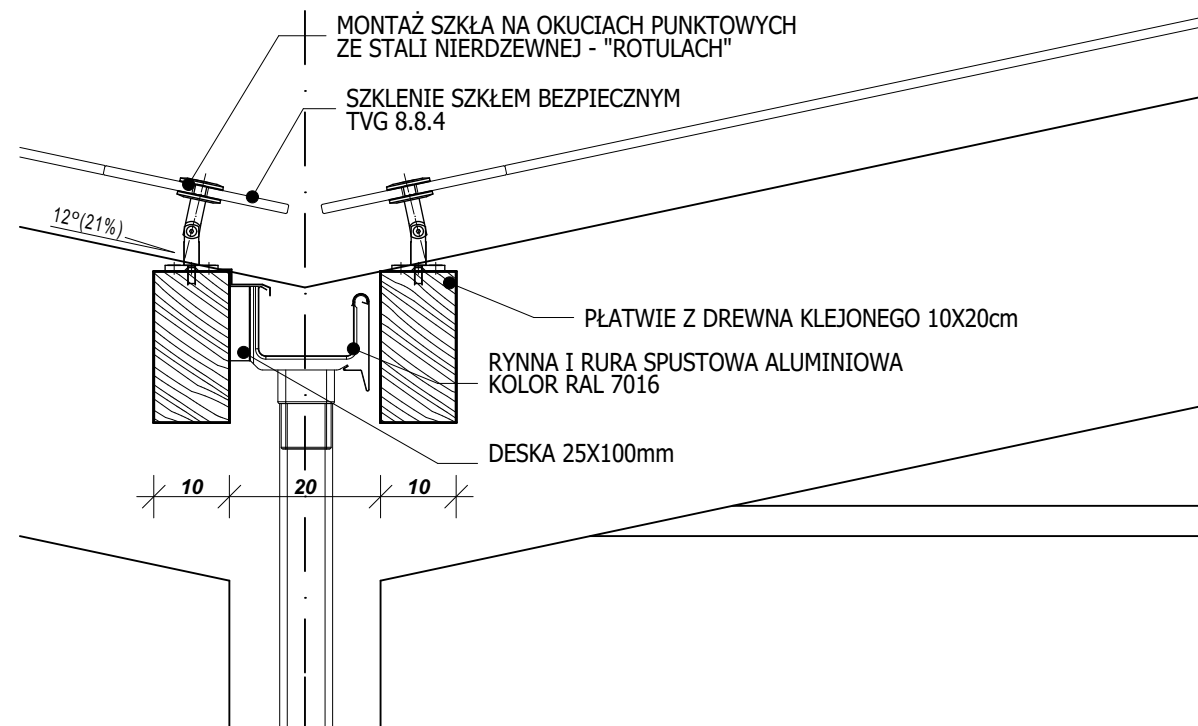 MONTAŻ SZKŁA NA OKUCIACH PUNKTOWYCH
ZE STALI NIERDZEWNEJ - "ROTULACH"
SZKLENIE SZKŁEM BEZPIECZNYM
TVG 8.8.4
12°(21%)
PŁATWIE Z DREWNA KLEJONEGO 10X20cm
RYNNA I RURA SPUSTOWA ALUMINIOWA
KOLOR RAL 7016
DESKA 25X100mm
10 20 10